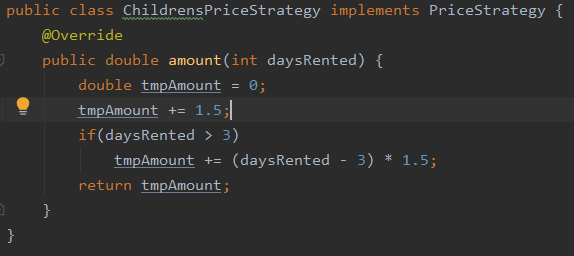 public class ChildrensPriceStrategy implements PriceStrategy {
    @Override
    public double amount(int daysRented) {
        double tmpAmount = 0;
        tmpAmount += 1.5;
        if(daysRented > 3)
            tmpAmount += (daysRented - 3) * 1.5;
        return tmpAmount;
    }
}